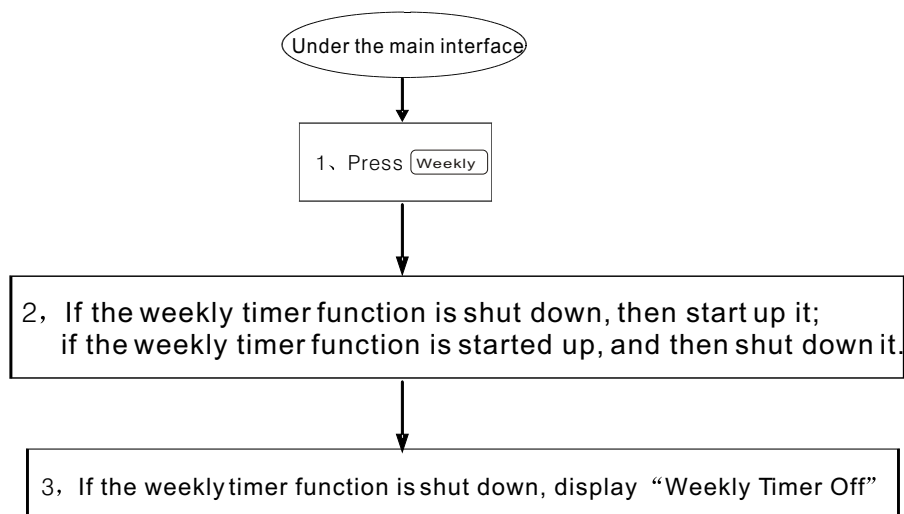 Under the main interface
1、Press Weekly
2，If the weekly timer function is shut down, then start up it;
if the weekly timer function is started up, and then shut down it.
3，If the weekly timer function is shut down, display “Weekly Timer Off”